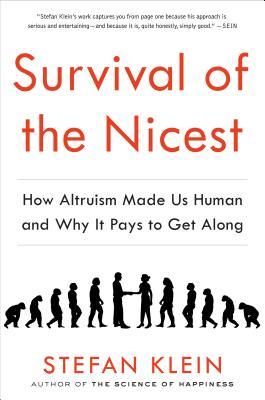 "Stefan Klein's work captures you from page one because his approach is
serious and entertaining—and because it is, quite honestly, simply good." —SEIN
Survival of
the Nicest
How Altruism Made Us Human
and Why It Pays to Get Along
STEFAN KLEIN
AUTHOR OF THE SCIENCE OF HAPPINESS